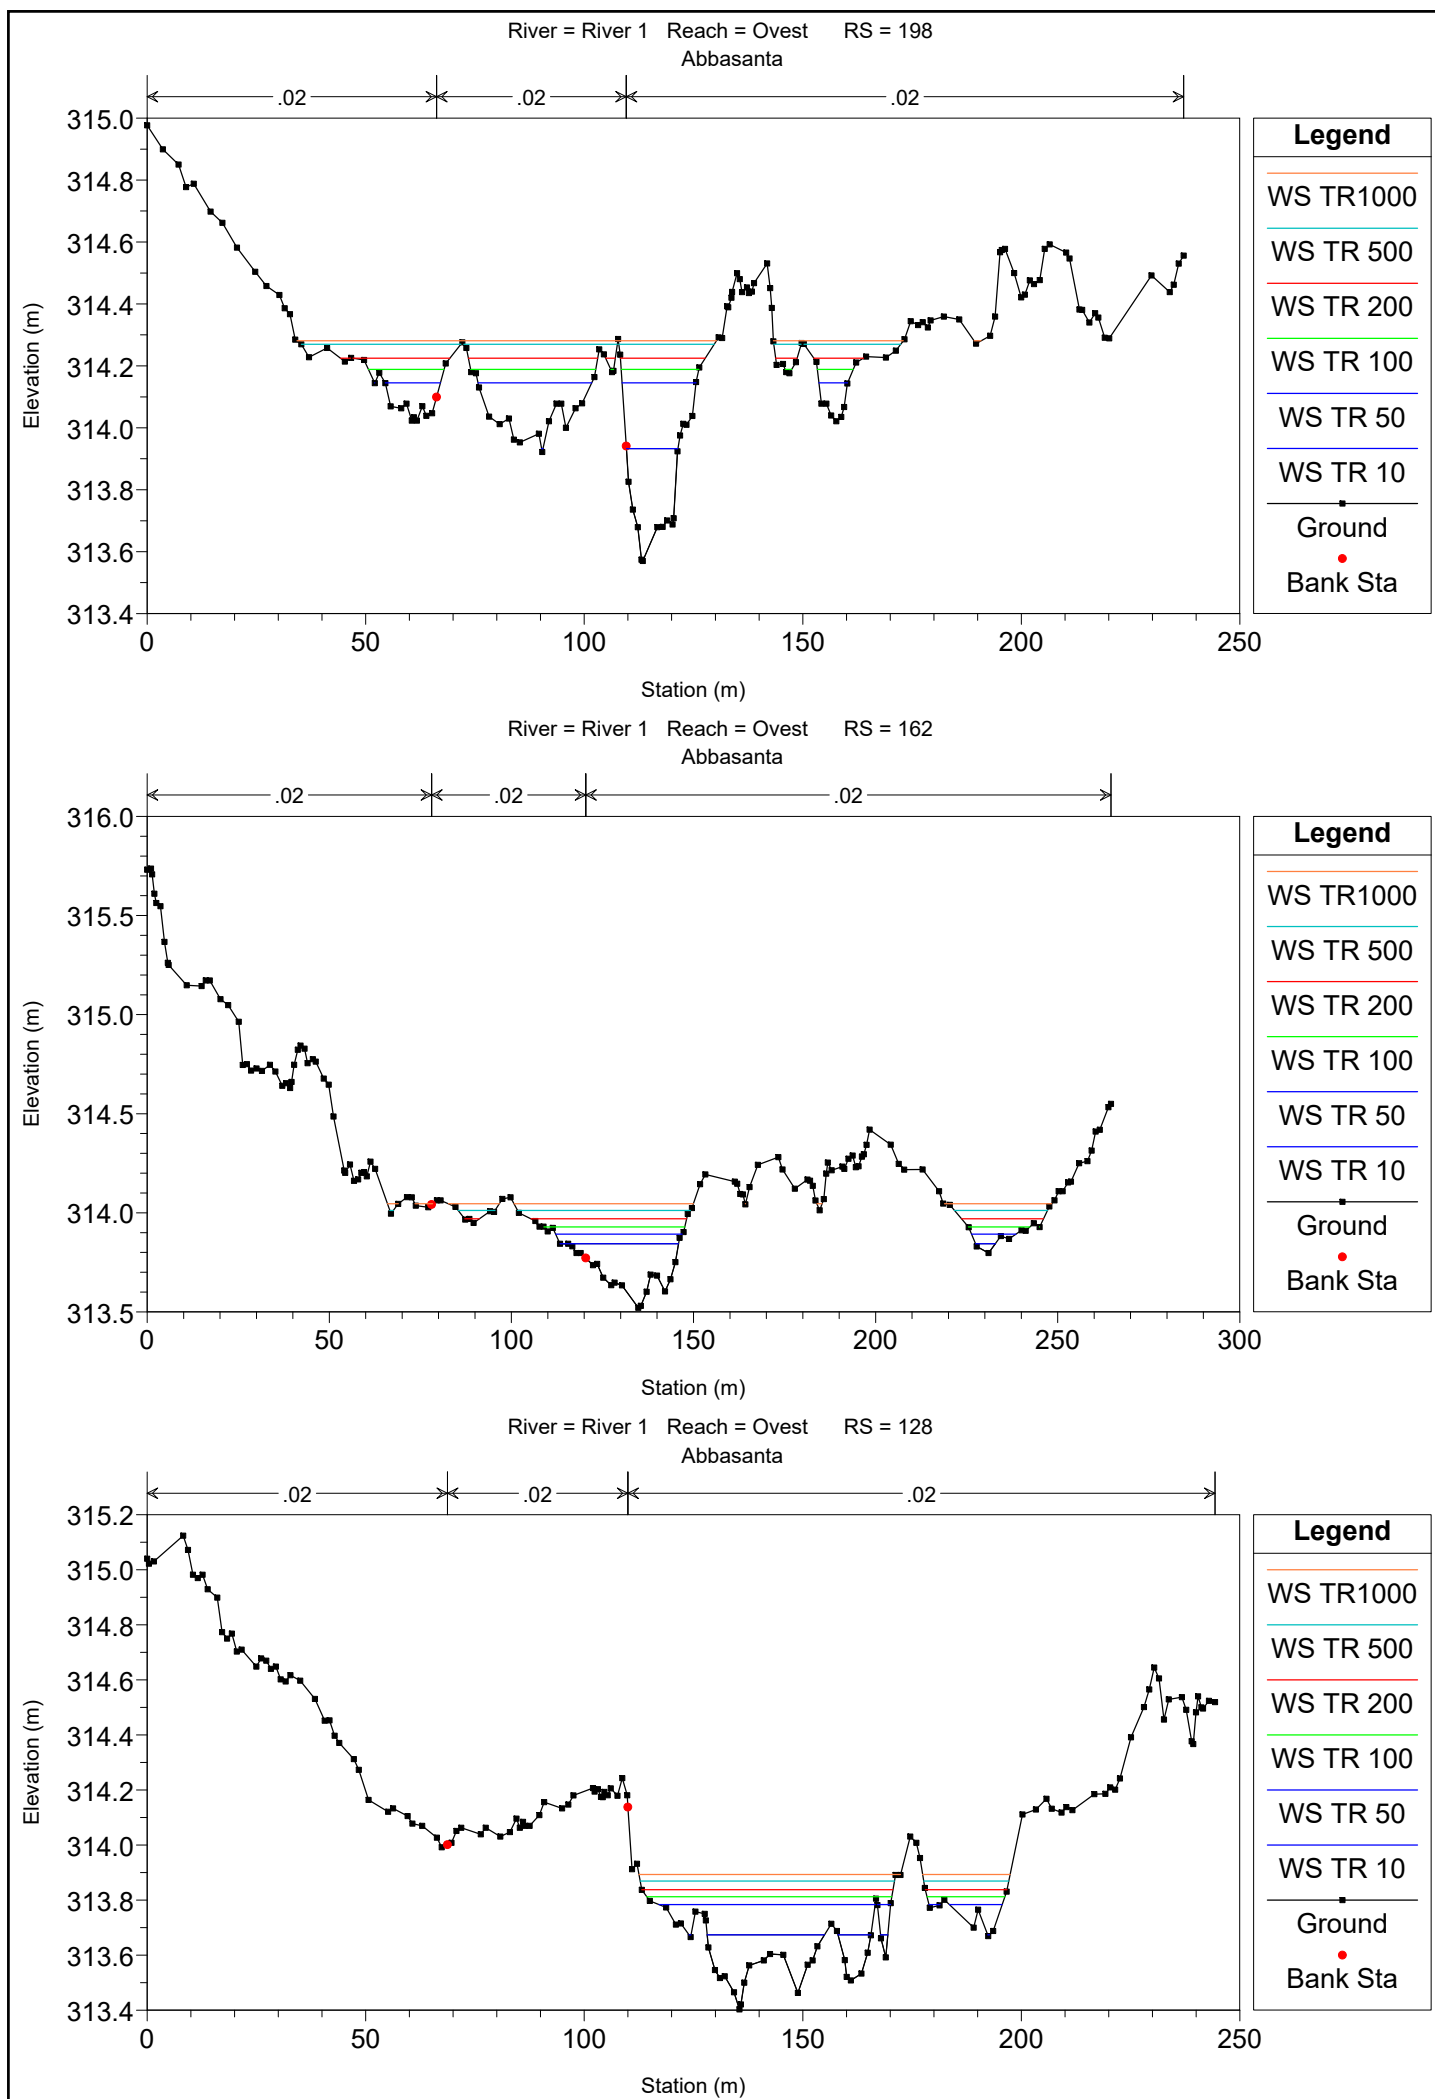 River = River 1 Reach = Ovest RS = 198
Abbasanta
.02 .02 .02
315.0
314.8
314.6
314.4
314.2
314.0
313.8
313.6
313.4
Elevation (m)
0 50 100 150 200 250
Station (m)
Legend
WS TR1000
WS TR 500
WS TR 200
WS TR 100
WS TR 50
WS TR 10
Ground
Bank Sta
River = River 1 Reach = Ovest RS = 162
Abbasanta
.02 .02 .02
316.0
315.5
315.0
314.5
314.0
313.5
Elevation (m)
0 50 100 150 200 250 300
Station (m)
Legend
WS TR1000
WS TR 500
WS TR 200
WS TR 100
WS TR 50
WS TR 10
Ground
Bank Sta
River = River 1 Reach = Ovest RS = 128
Abbasanta
.02 .02 .02
315.2
315.0
314.8
314.6
314.4
314.2
314.0
313.8
313.6
313.4
Elevation (m)
0 50 100 150 200 250
Station (m)
Legend
WS TR1000
WS TR 500
WS TR 200
WS TR 100
WS TR 50
WS TR 10
Ground
Bank Sta